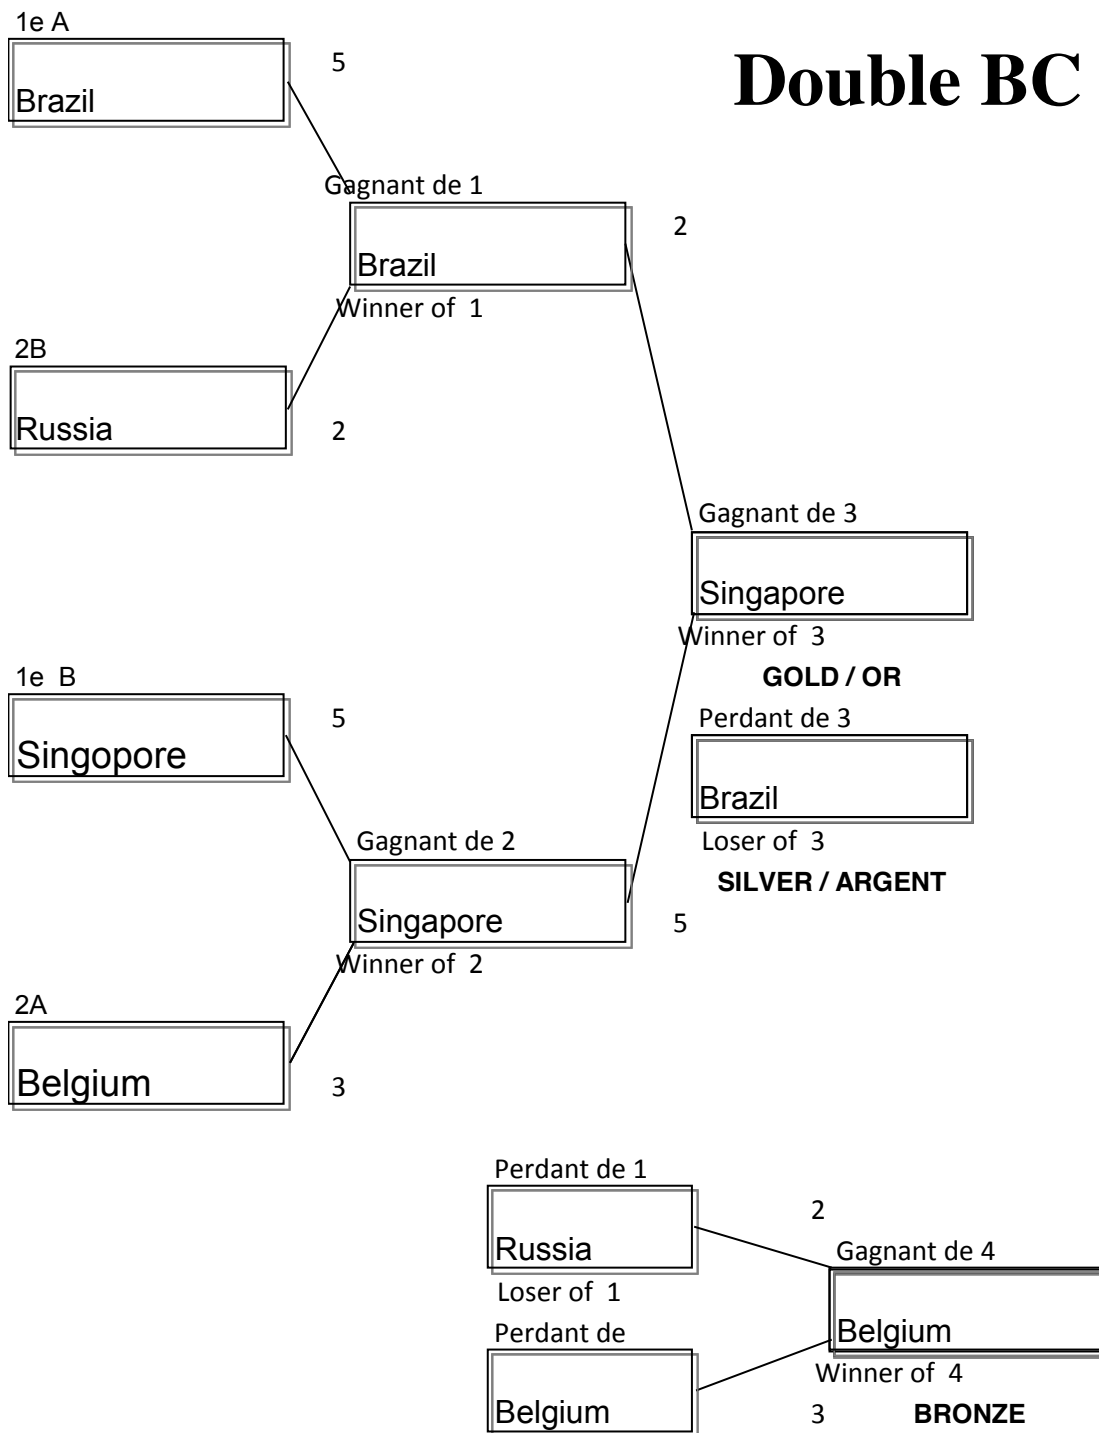 1e A
5
Double BC
Brazil
Gagnant de 1
2
Brazil
Winner of 1
2B
Russia
2
Gagnant de 3
Singapore
Winner of 3
GOLD / OR
1e B
5
Perdant de 3
Singopore
Brazil
Loser of 3
Gagnant de 2
SILVER / ARGENT
Singapore
5
Winner of 2
2A
Belgium
3
Perdant de 1
2
Russia
Gagnant de 4
Loser of 1
Perdant de
Belgium
Winner of 4
Belgium
3
BRONZE